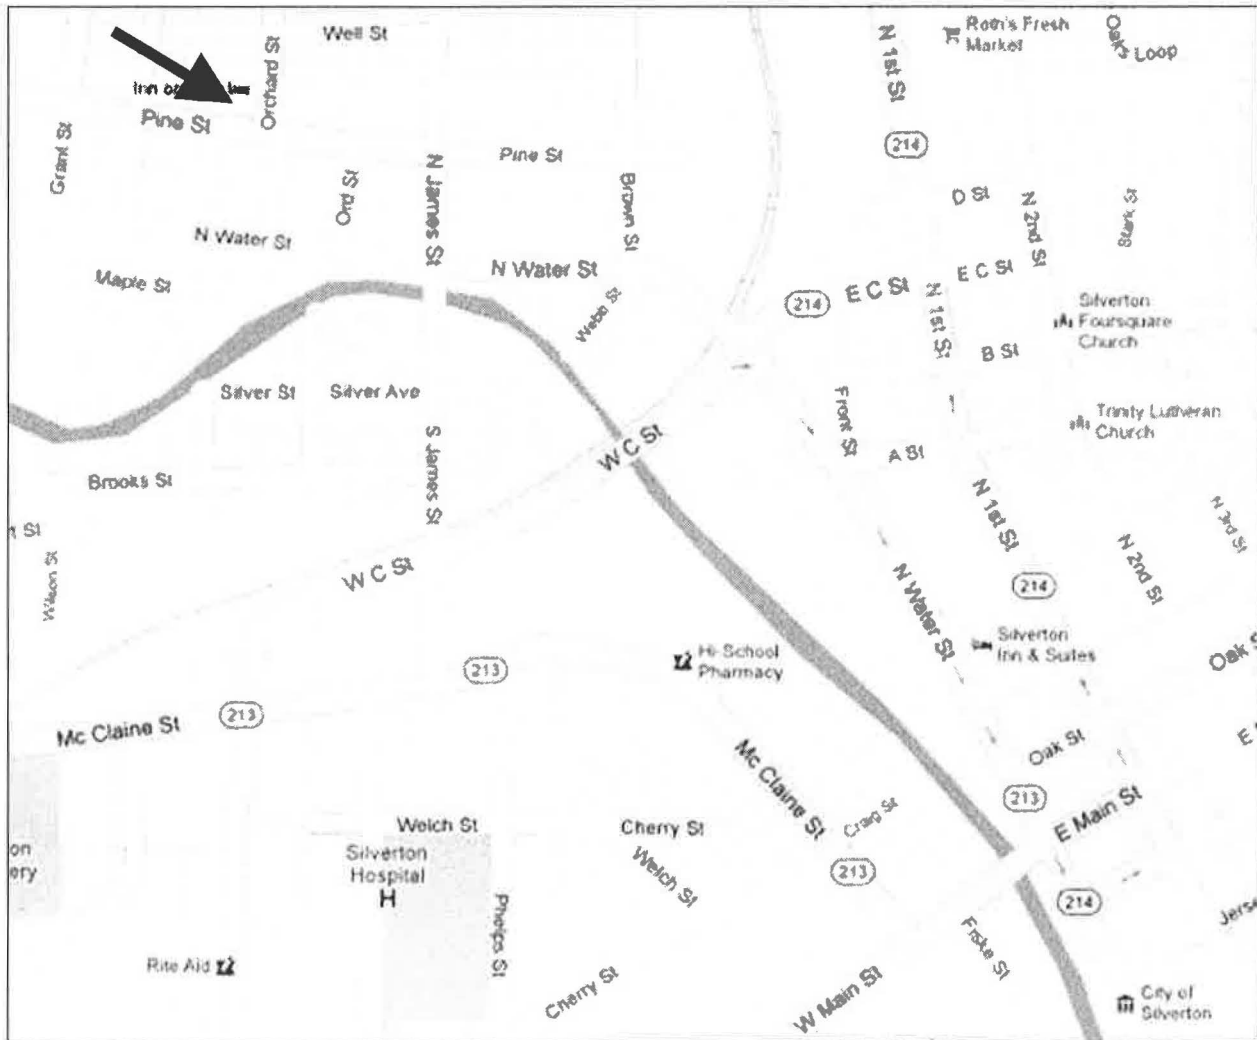 Well St
Orchard St
Inn
Pine St
Grant St
N 1st St
Roth's Fresh
Market
Oak
Loop
214
Pine St
Ord St
N James St
Brown St
D St
N 2nd St
Stark St
N Water St
Maple St
N Water St
Webb St
214
E C St
E C St
N 1st St
B St
Silverton
Foursquare
Church
Silver St
Silver Ave
S James St
W C St
Front St
A St
Trinity Lutheran
Church
Brooks St
St
Wilson St
W C St
N 1st St
N 2nd St
N 3rd St
214
N Water St
Silverton
Inn & Suites
Hi-School
Pharmacy
213
213
Mc Claine St
Mc Claine St
Oak St
Oak
E
213
E Main St
Craig St
213
214
Welch St
Silverton
Hospital
H
Cherry St
Welch St
on
ery
Phelps St
Rite Aid
Cherry St
W Main St
Fiske St
Jerse
City of
Silverton